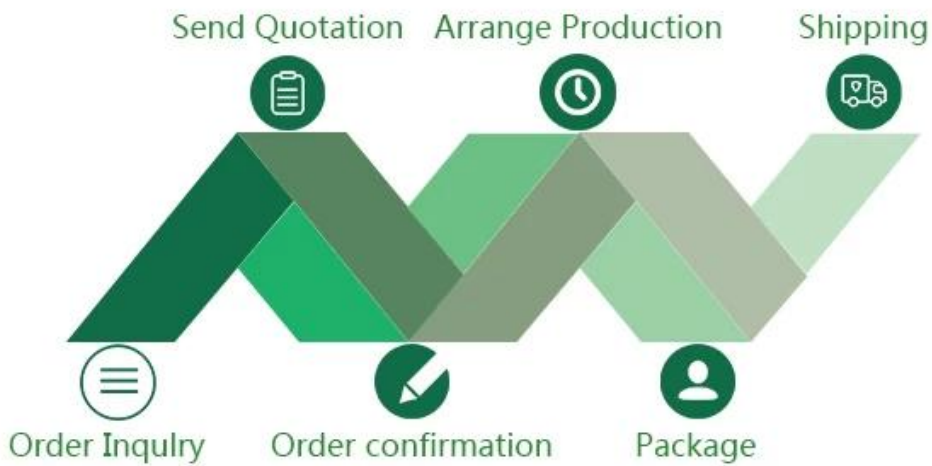 Send Quotation Arrange Production Shipping
Order Inqulry Order confirmation Package